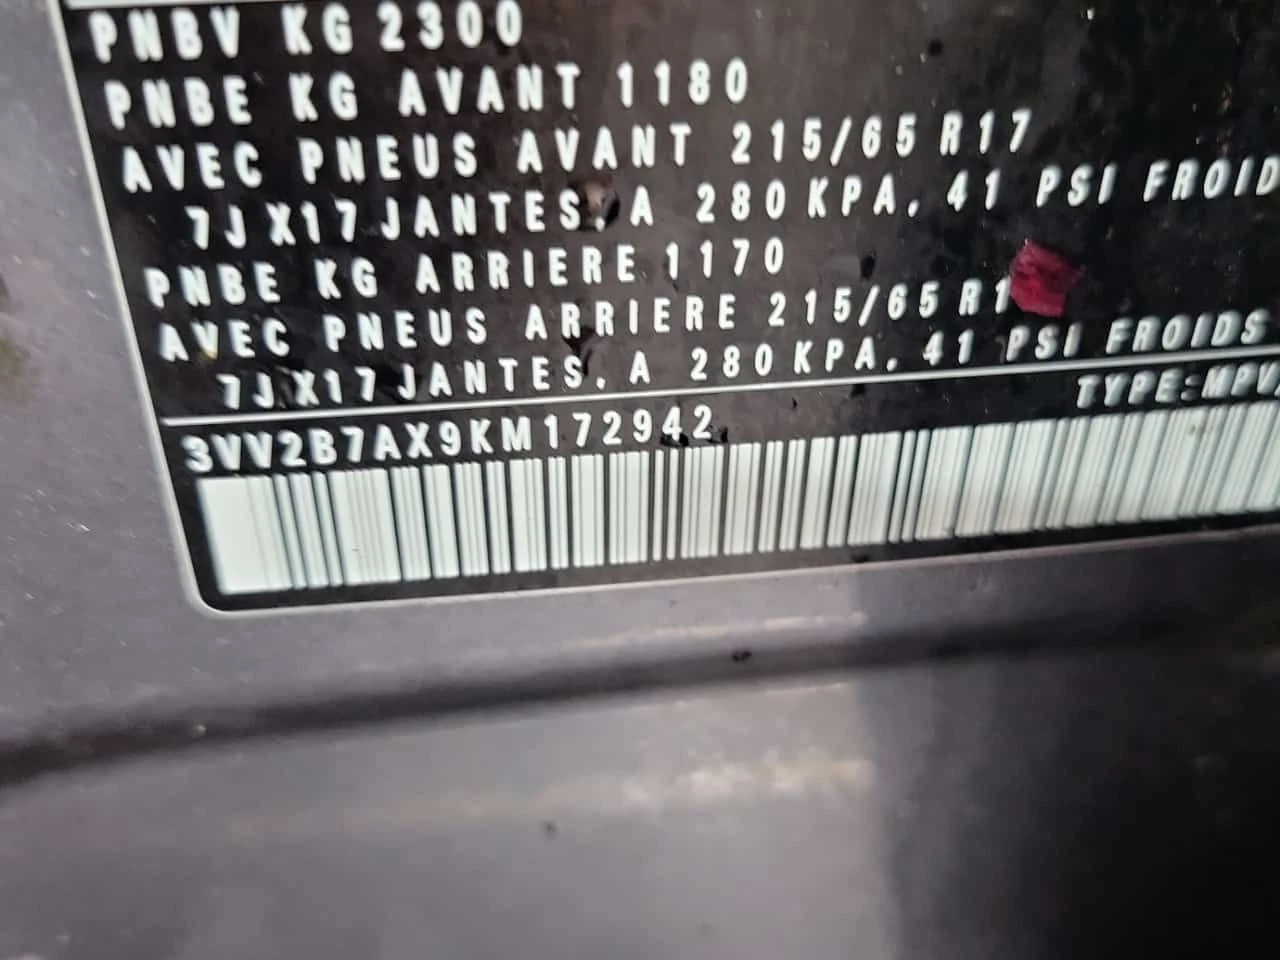 PNBV KG 2300
PNBE KG AVANT 1180
AVEC PNEUS AVANT 215/65 R17
7J X17 JANTES, A 280 KPA, 41 PSI FROID
PNBE KG ARRIERE 1170
AVEC PNEUS ARRIERE 215/65 R1
7J X17 JANTES, A 280 KPA, 41 PSI FROIDS
TYPE:MPV
3VV2B7AX9KM172942